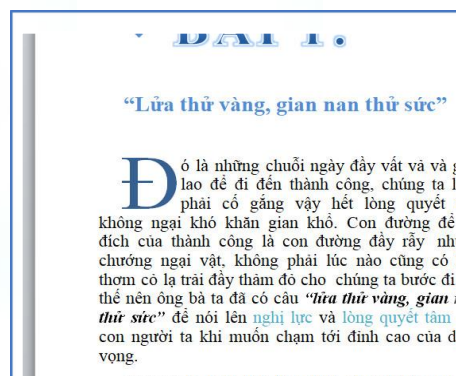 BÀI 1:
“Lửa thử vàng, gian nan thử sức”
Đó là những chuỗi ngày đầy vất vả và
lao để đi đến thành công, chúng ta
phải cố gắng vậy hết lòng quyết
không ngại khó khăn gian khổ. Con đường để
đích của thành công là con đường đầy rẫy
chướng ngại vật, không phải lúc nào cũng có
thơm cỏ lạ trải đầy thảm đỏ cho chúng ta bước đi
thế nên ông bà ta đã có câu “lửa thử vàng, gian
thử sức” để nói lên nghị lực và lòng quyết tâm
con người ta khi muốn chạm tới đỉnh cao của
vọng.